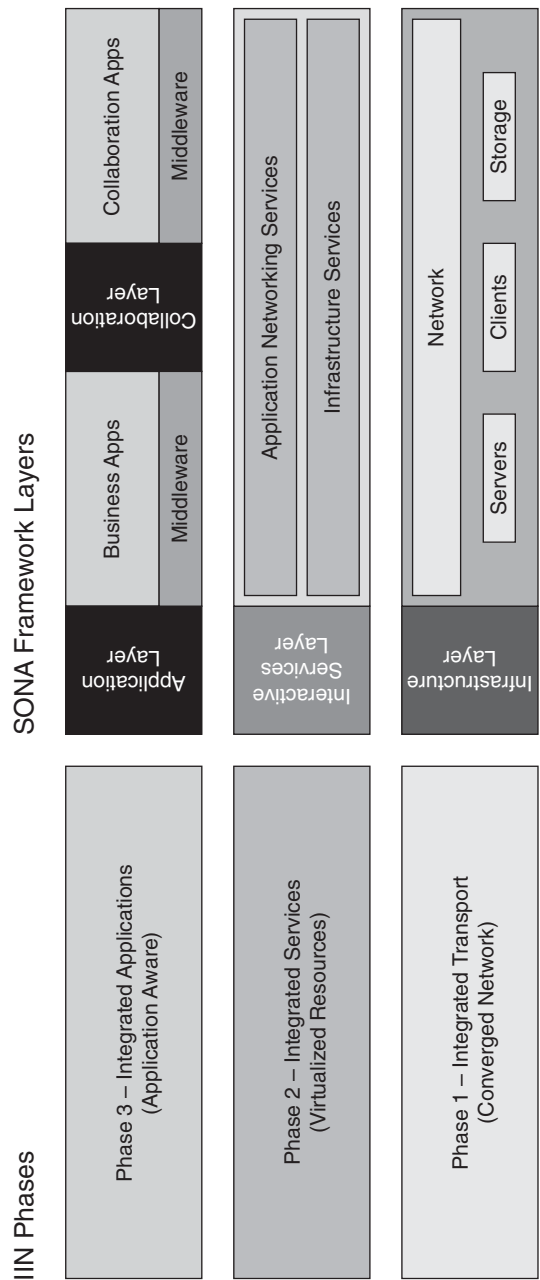 IIN Phases
SONA Framework Layers
Phase 3 – Integrated Applications
(Application Aware)
Application
Layer
Business Apps
Middleware
Collaboration
Layer
Collaboration Apps
Middleware
Phase 2 – Integrated Services
(Virtualized Resources)
Interactive
Services
Layer
Application Networking Services
Infrastructure Services
Phase 1 – Integrated Transport
(Converged Network)
Infrastructure
Layer
Network
Servers
Clients
Storage